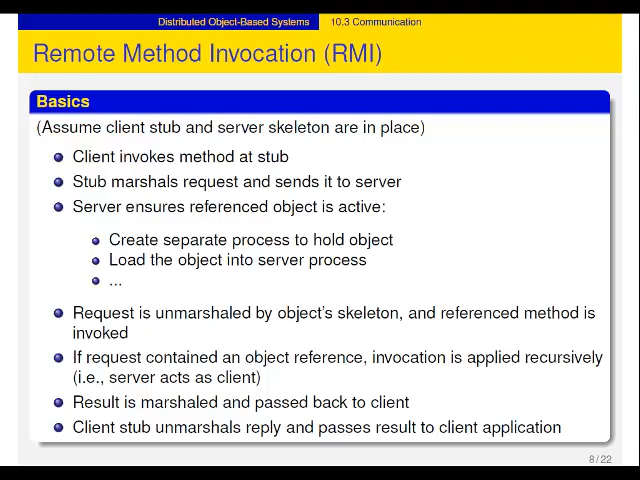 Distributed Object-Based Systems 10.3 Communication
Remote Method Invocation (RMI)
Basics
(Assume client stub and server skeleton are in place)
Client invokes method at stub
Stub marshals request and sends it to server
Server ensures referenced object is active:
Create separate process to hold object
Load the object into server process
...
Request is unmarshaled by object's skeleton, and referenced method is
invoked
If request contained an object reference, invocation is applied recursively
(i.e., server acts as client)
Result is marshaled and passed back to client
Client stub unmarshals reply and passes result to client application
8 / 22